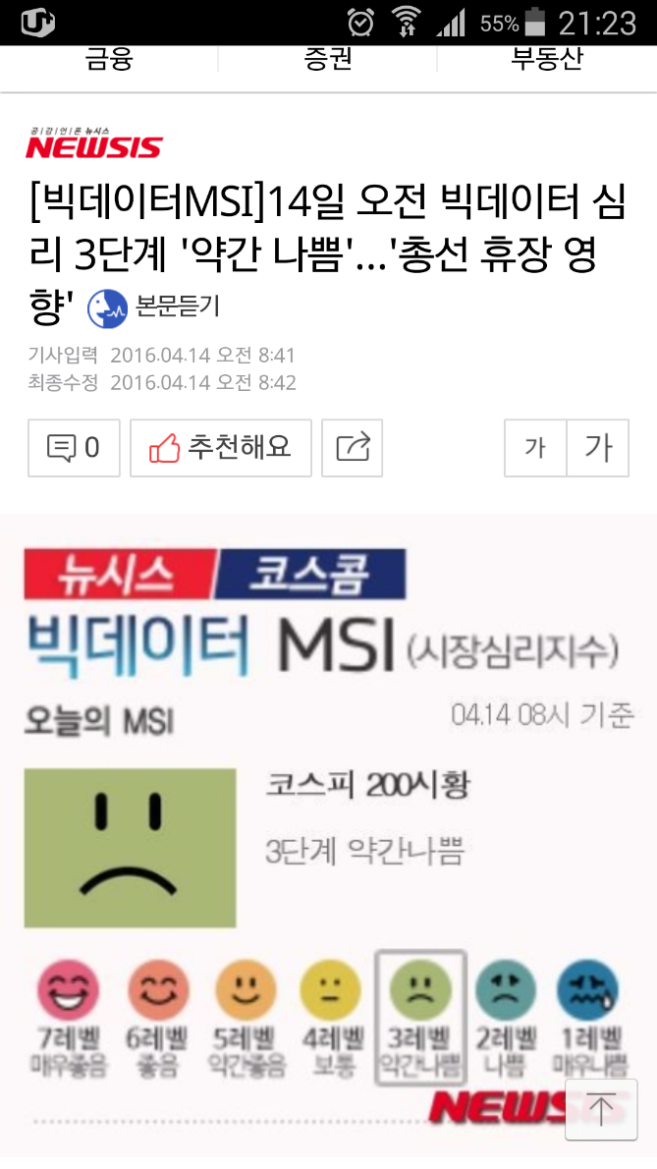 55% 21:23
금융 증권 부동산
공|감|언|론 뉴시스
NEWSIS
[빅데이터MSI]14일 오전 빅데이터 심
리 3단계 '약간 나쁨'…'총선 휴장 영
향' 본문듣기
기사입력 2016.04.14 오전 8:41
최종수정 2016.04.14 오전 8:42
0 추천해요 가 가
뉴시스 코스콤
빅데이터 MSI (시장심리지수)
오늘의 MSI 04.14 08시 기준
코스피 200시황
3단계 약간나쁨
7레벨 6레벨 5레벨 4레벨 3레벨 2레벨 1레벨
매우좋음 좋음 약간좋음 보통 약간나쁨 나쁨 매우나쁨
NEWS